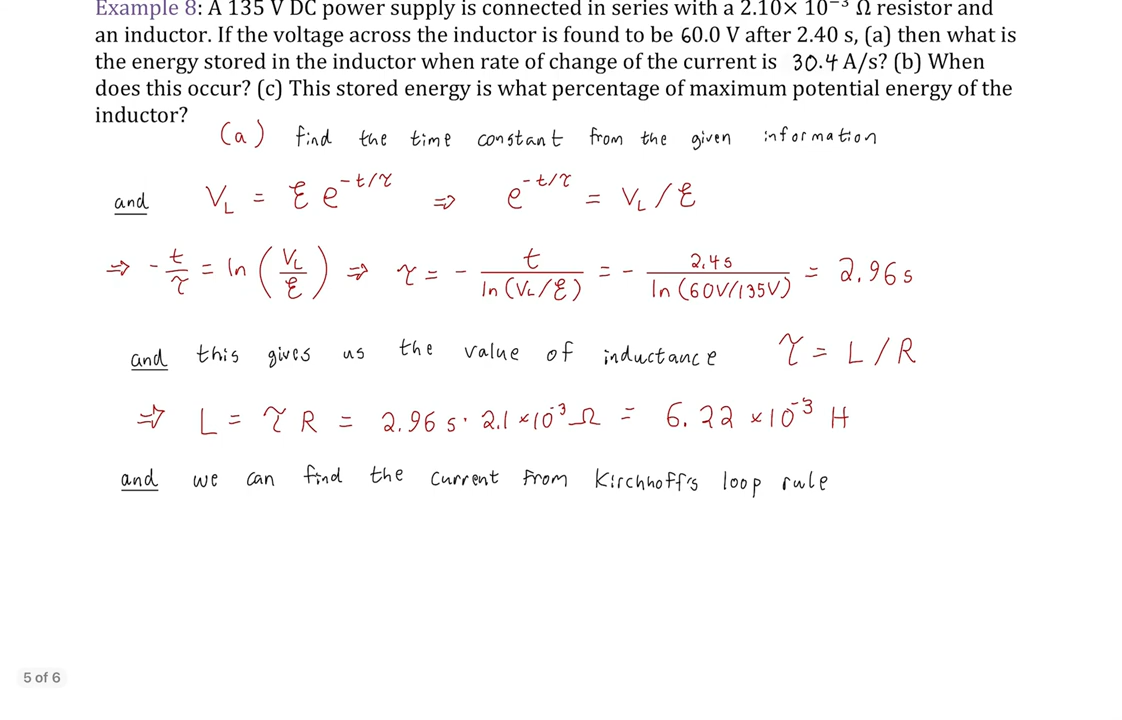 Example 8: A 135 V DC power supply is connected in series with a 2.10× 10⁻³ Ω resistor and
an inductor. If the voltage across the inductor is found to be 60.0 V after 2.40 s, (a) then what is
the energy stored in the inductor when rate of change of the current is 30.4 A/s? (b) When
does this occur? (c) This stored energy is what percentage of maximum potential energy of the
inductor?
(a) find the time constant from the given information
and V_L = ℰ e^(-t/τ) ⇒ e^(-t/τ) = V_L / ℰ
⇒ - t/τ = ln (V_L/ℰ) ⇒ τ = - t / ln (V_L/ℰ) = - 2.4s / ln (60V/135V) = 2.96 s
and this gives us the value of inductance τ = L / R
⇒ L = τ R = 2.96 s · 2.1 × 10⁻³ Ω = 6.22 × 10⁻³ H
and we can find the current from Kirchhoff's loop rule
5 of 6